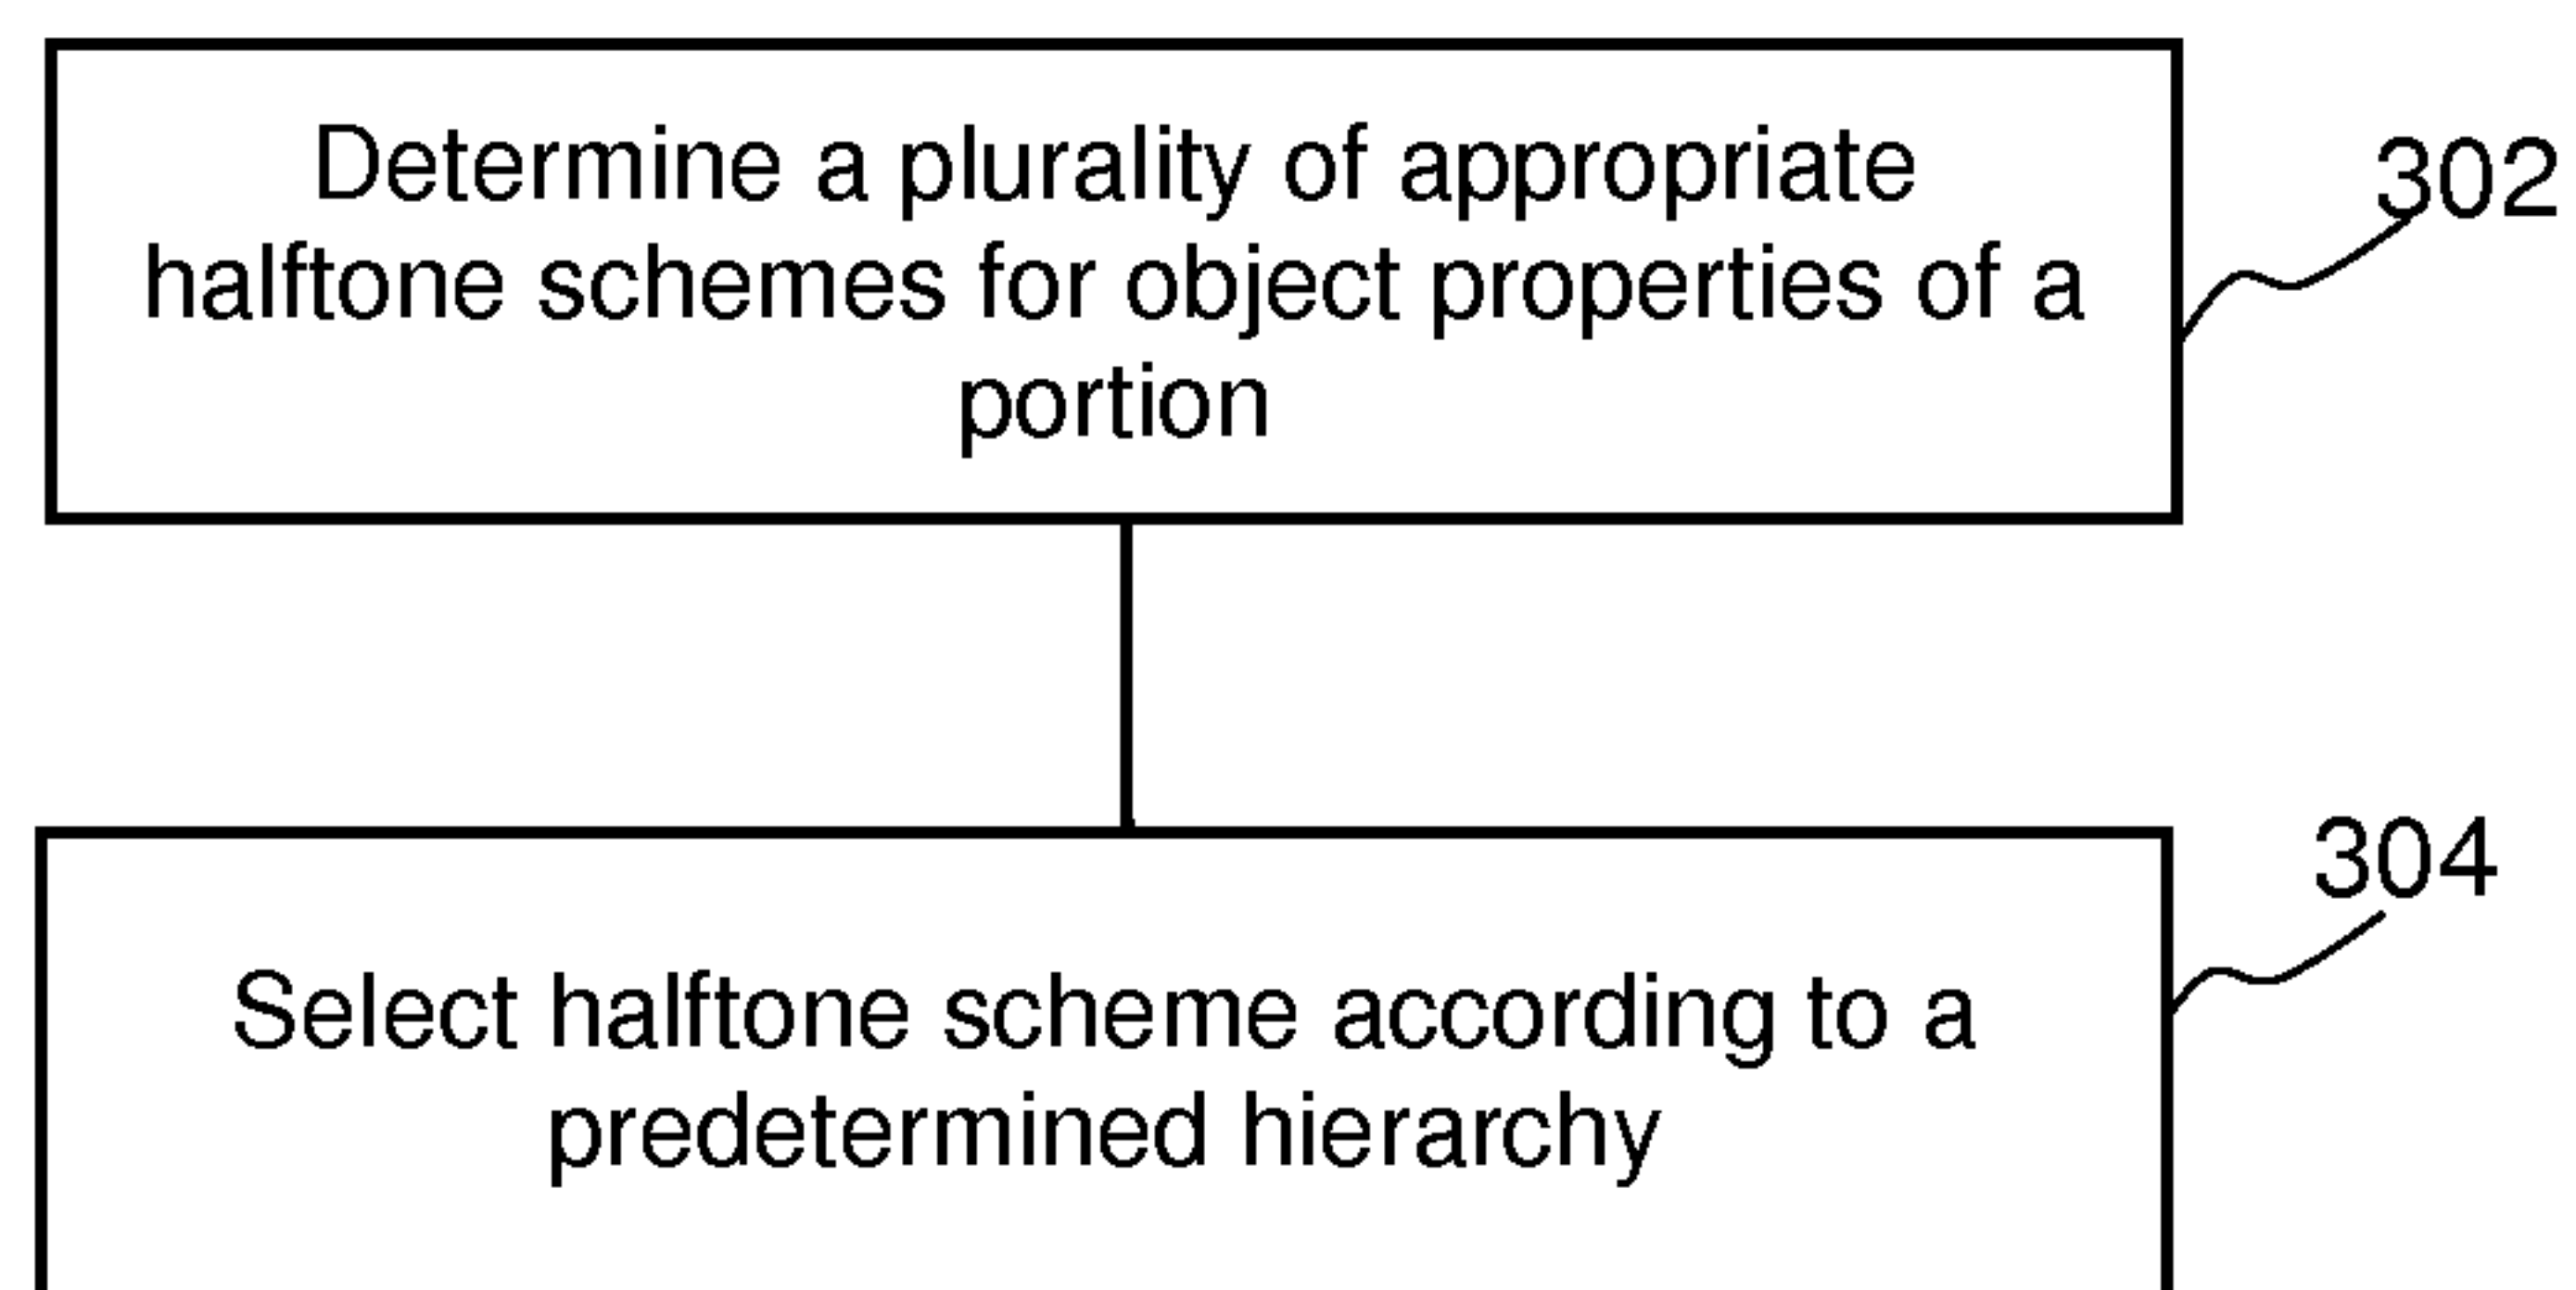 Determine a plurality of appropriate
halftone schemes for object properties of a
portion
302
304
Select halftone scheme according to a
predetermined hierarchy